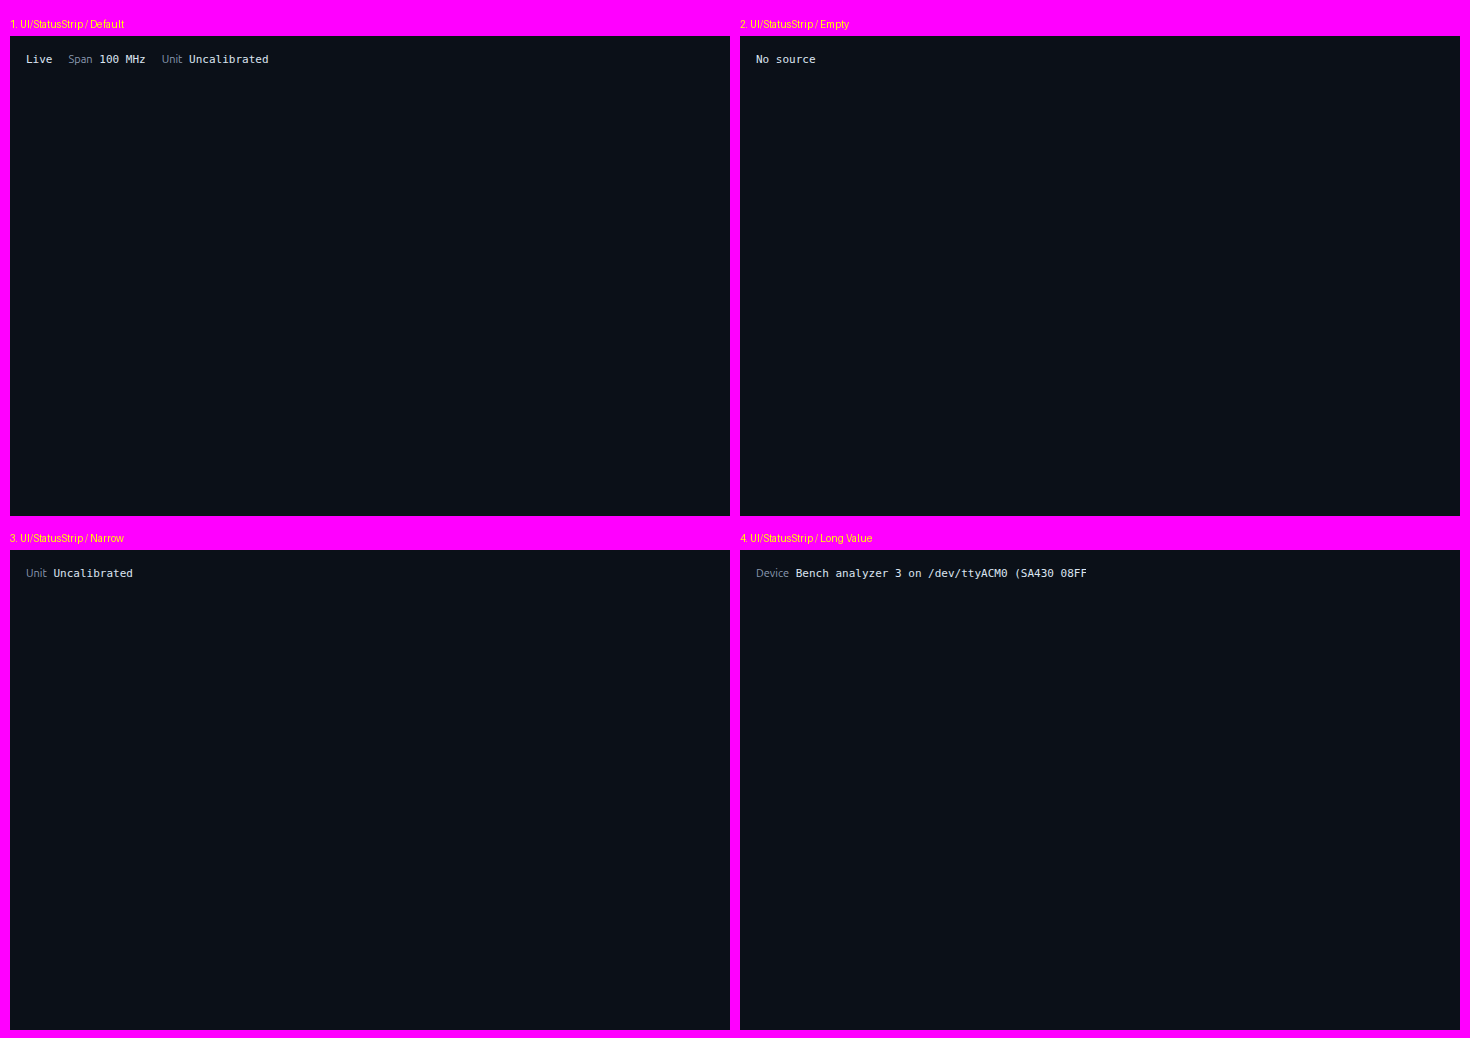 1. UI/StatusStrip / Default
Live Span 100 MHz Unit Uncalibrated
2. UI/StatusStrip / Empty
No source
3. UI/StatusStrip / Narrow
Unit Uncalibrated
4. UI/StatusStrip / Long Value
Device Bench analyzer 3 on /dev/ttyACM0 (SA430 08FF